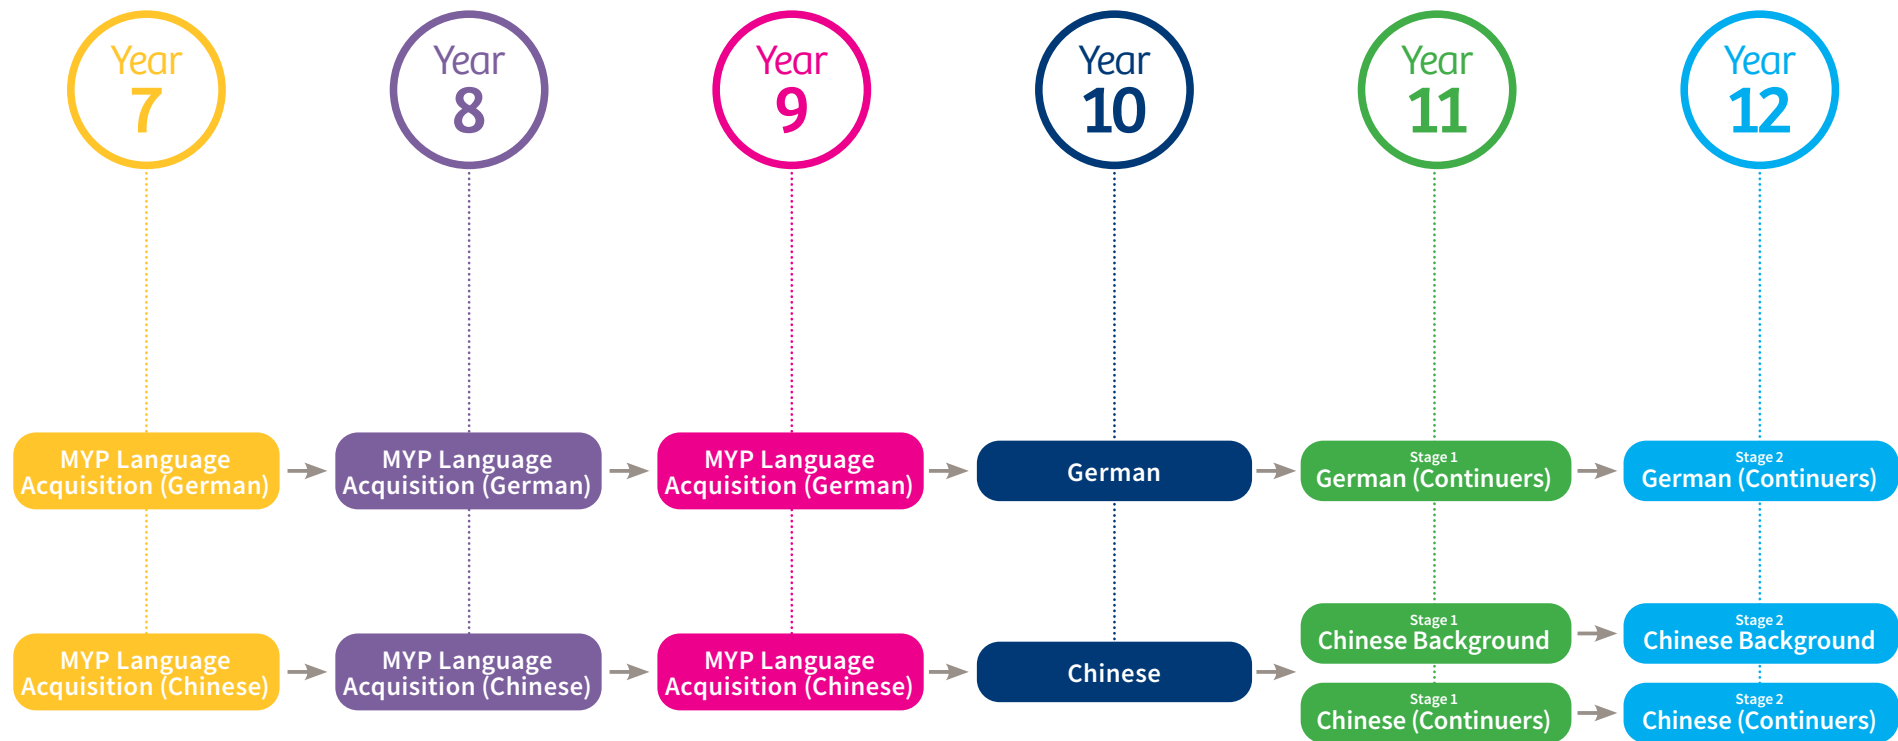 Year
7
Year
8
Year
9
Year
10
Year
11
Year
12
MYP Language
Acquisition (German)
MYP Language
Acquisition (German)
MYP Language
Acquisition (German)
German
Stage 1
German (Continuers)
Stage 2
German (Continuers)
MYP Language
Acquisition (Chinese)
MYP Language
Acquisition (Chinese)
MYP Language
Acquisition (Chinese)
Chinese
Stage 1
Chinese Background
Stage 2
Chinese Background
Stage 1
Chinese (Continuers)
Stage 2
Chinese (Continuers)